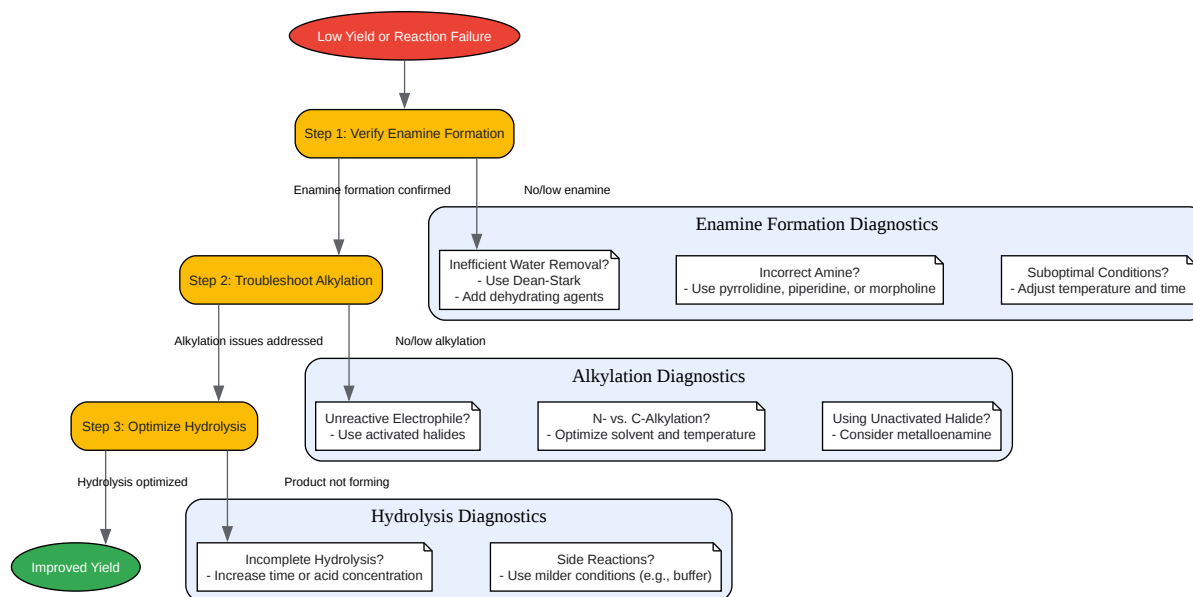 Low Yield or Reaction Failure
Step 1: Verify Enamine Formation
Enamine formation confirmed
No/low enamine
Enamine Formation Diagnostics
Inefficient Water Removal?
- Use Dean-Stark
- Add dehydrating agents
Incorrect Amine?
- Use pyrrolidine, piperidine, or morpholine
Suboptimal Conditions?
- Adjust temperature and time
Step 2: Troubleshoot Alkylation
Alkylation issues addressed
No/low alkylation
Alkylation Diagnostics
Unreactive Electrophile?
- Use activated halides
N- vs. C-Alkylation?
- Optimize solvent and temperature
Using Unactivated Halide?
- Consider metalloenamine
Step 3: Optimize Hydrolysis
Hydrolysis optimized
Product not forming
Hydrolysis Diagnostics
Incomplete Hydrolysis?
- Increase time or acid concentration
Side Reactions?
- Use milder conditions (e.g., buffer)
Improved Yield